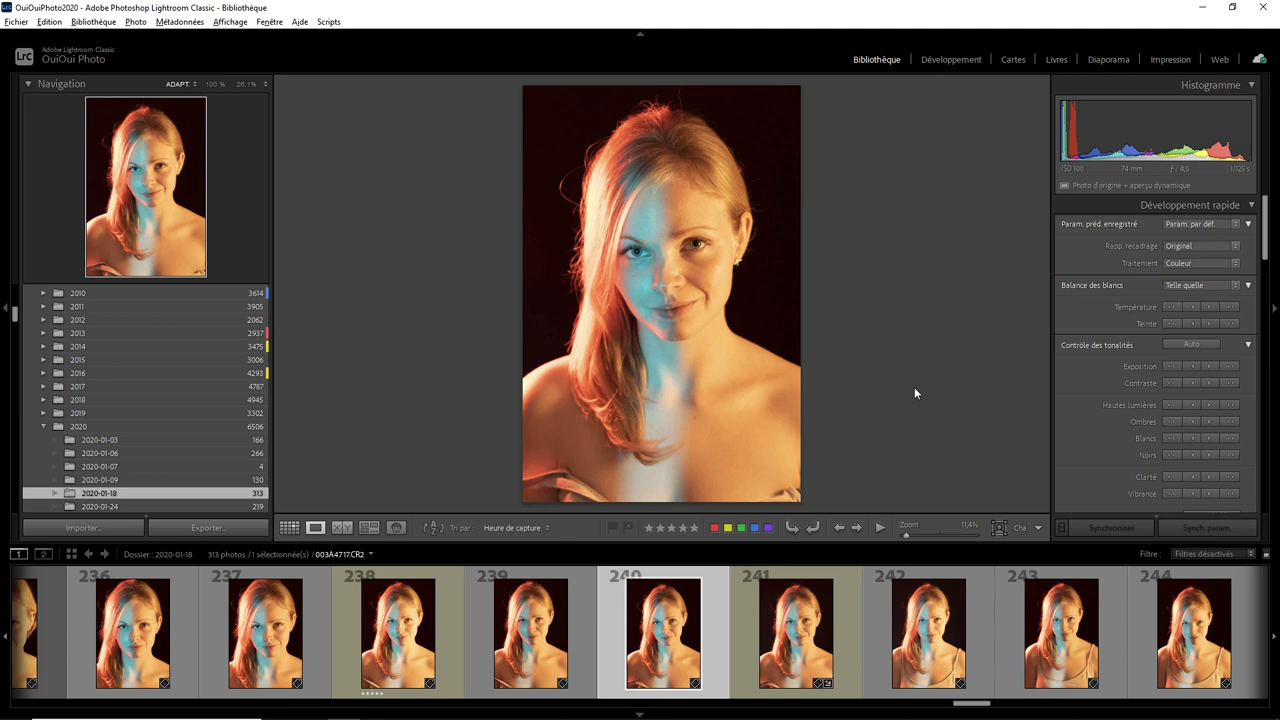 OuiOuiPhoto2020 - Adobe Photoshop Lightroom Classic - Bibliothèque
Fichier Edition Bibliothèque Photo Métadonnées Affichage Fenêtre Aide Scripts
Lrc Adobe Lightroom Classic
OuiOui Photo
Bibliothèque Développement Cartes Livres Diaporama Impression Web
Navigation ADAPT. 100 % 26,1%
Histogramme
ISO 100 74 mm ƒ / 4,0 1/125 s
Photo d'origine + aperçu dynamique
Développement rapide
Param. préd. enregistré Param. par déf.
Rapp. recadrage Original
Traitement Couleur
Balance des blancs Telle quelle
Température
Teinte
Contrôle des tonalités Auto
Exposition
Contraste
Hautes lumières
Ombres
Blancs
Noirs
Clarté
Vibrance
2010 3614
2011 3905
2012 2062
2013 2937
2014 3475
2015 3006
2016 4293
2017 4787
2018 4945
2019 3302
2020 6506
2020-01-03 166
2020-01-06 266
2020-01-07 4
2020-01-09 130
2020-01-18 313
2020-01-24 219
Importer... Exporter...
Tri par : Heure de capture
Zoom 11,4% Cha
Synchroniser Synch. param.
1 2 Dossier : 2020-01-18 313 photos / 1 sélectionnée(s) / 003A4717.CR2
Filtre : Filtres désactivés
236 237 238 239 240 241 242 243 244